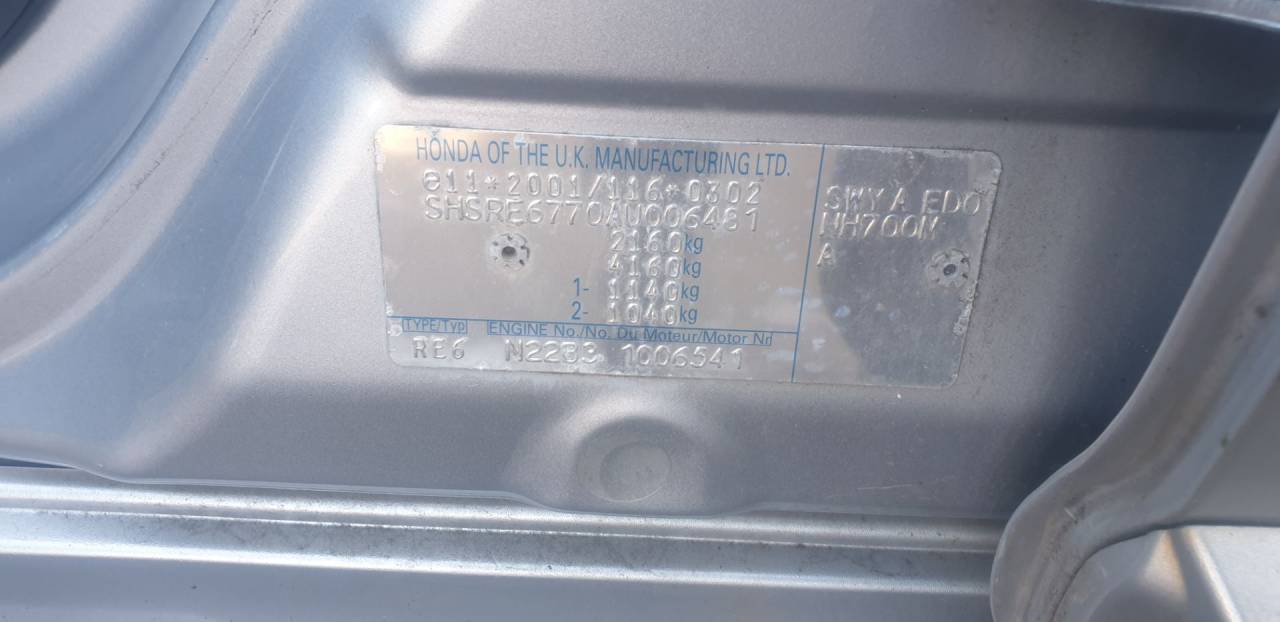 HONDA OF THE U.K. MANUFACTURING LTD.
e11*2001/116*0302
SHSRE6770AU006481
2160kg
4160kg
1- 1140kg
2- 1040kg
TYPE/Typ ENGINE No./No. Du Moteur/Motor Nr
RE6 N22B3 1006541
SWY A ED0
NH700M
A